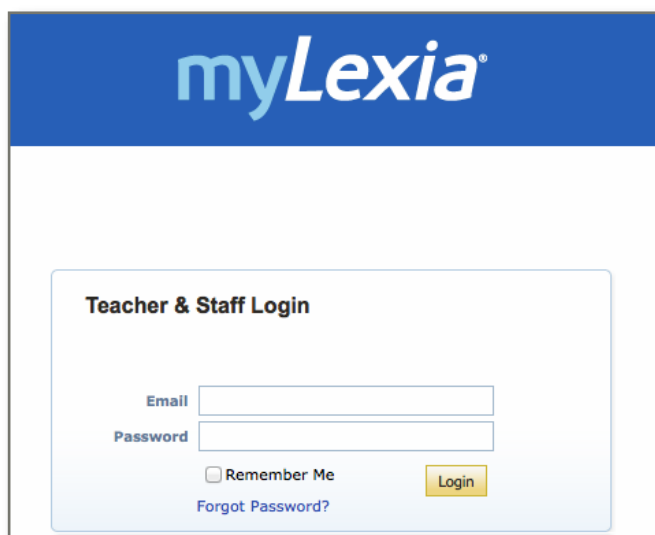 myLexia®
Teacher & Staff Login
Email
Password
Remember Me
Login
Forgot Password?